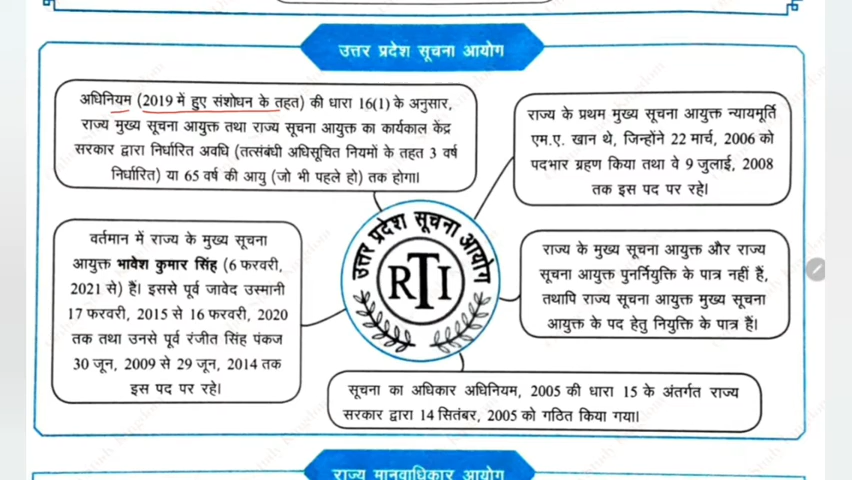 उत्तर प्रदेश सूचना आयोग
अधिनियम (2019 में हुए संशोधन के तहत) की धारा 16(1) के अनुसार,
राज्य मुख्य सूचना आयुक्त तथा राज्य सूचना आयुक्त का कार्यकाल केंद्र
सरकार द्वारा निर्धारित अवधि (तत्संबंधी अधिसूचित नियमों के तहत 3 वर्ष
निर्धारित) या 65 वर्ष की आयु (जो भी पहले हो) तक होगा।
राज्य के प्रथम मुख्य सूचना आयुक्त न्यायमूर्ति
एम.ए. खान थे, जिन्होंने 22 मार्च, 2006 को
पदभार ग्रहण किया तथा वे 9 जुलाई, 2008
तक इस पद पर रहे।
वर्तमान में राज्य के मुख्य सूचना
आयुक्त भावेश कुमार सिंह (6 फरवरी,
2021 से) हैं। इससे पूर्व जावेद उस्मानी
17 फरवरी, 2015 से 16 फरवरी, 2020
तक तथा उनसे पूर्व रंजीत सिंह पंकज
30 जून, 2009 से 29 जून, 2014 तक
इस पद पर रहे।
उत्तर प्रदेश सूचना आयोग
RTI
राज्य के मुख्य सूचना आयुक्त और राज्य
सूचना आयुक्त पुनर्नियुक्ति के पात्र नहीं हैं,
तथापि राज्य सूचना आयुक्त मुख्य सूचना
आयुक्त के पद हेतु नियुक्ति के पात्र हैं।
सूचना का अधिकार अधिनियम, 2005 की धारा 15 के अंतर्गत राज्य
सरकार द्वारा 14 सितंबर, 2005 को गठित किया गया।
राज्य मानवाधिकार आयोग